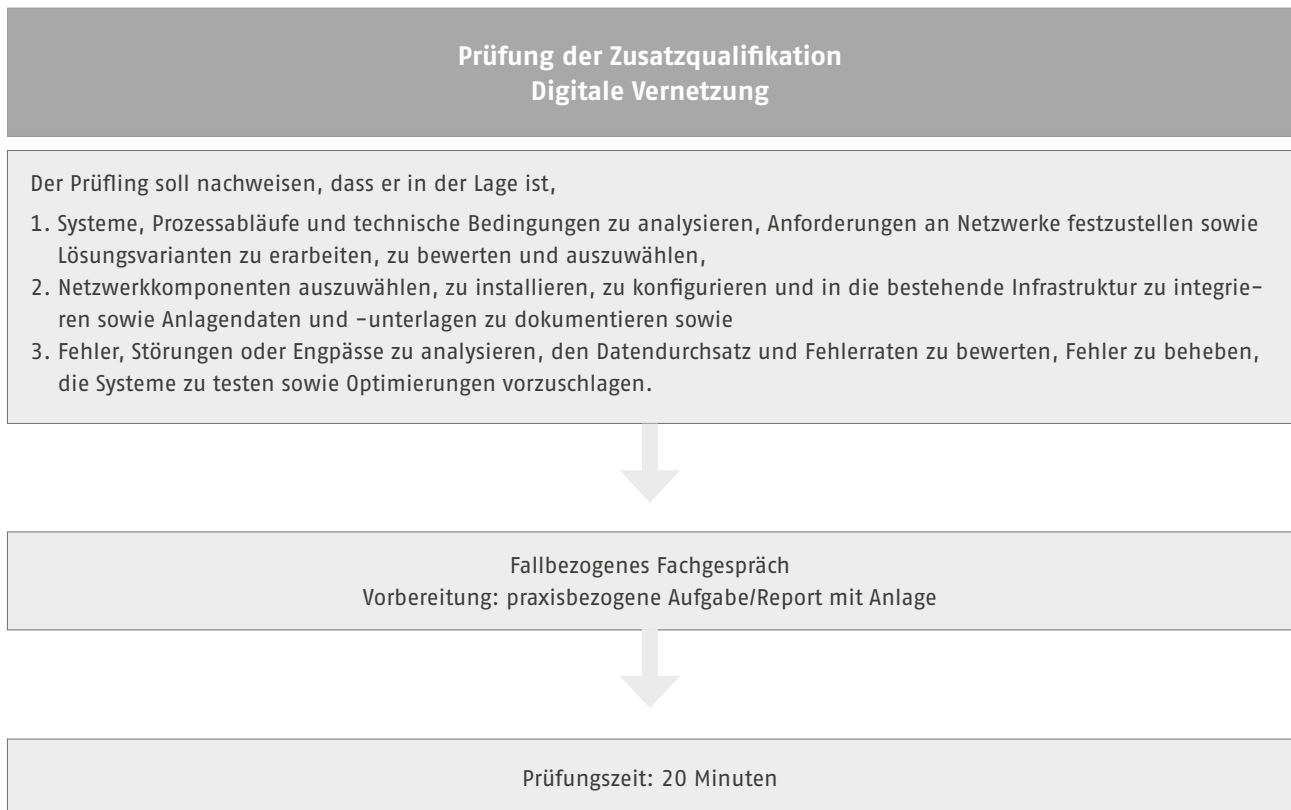 Prüfung der Zusatzqualifikation
Digitale Vernetzung
Der Prüfling soll nachweisen, dass er in der Lage ist,
1. Systeme, Prozessabläufe und technische Bedingungen zu analysieren, Anforderungen an Netzwerke festzustellen sowie
Lösungsvarianten zu erarbeiten, zu bewerten und auszuwählen,
2. Netzwerkkomponenten auszuwählen, zu installieren, zu konfigurieren und in die bestehende Infrastruktur zu integrie-
ren sowie Anlagendaten und -unterlagen zu dokumentieren sowie
3. Fehler, Störungen oder Engpässe zu analysieren, den Datendurchsatz und Fehlerraten zu bewerten, Fehler zu beheben,
die Systeme zu testen sowie Optimierungen vorzuschlagen.
Fallbezogenes Fachgespräch
Vorbereitung: praxisbezogene Aufgabe/Report mit Anlage
Prüfungszeit: 20 Minuten